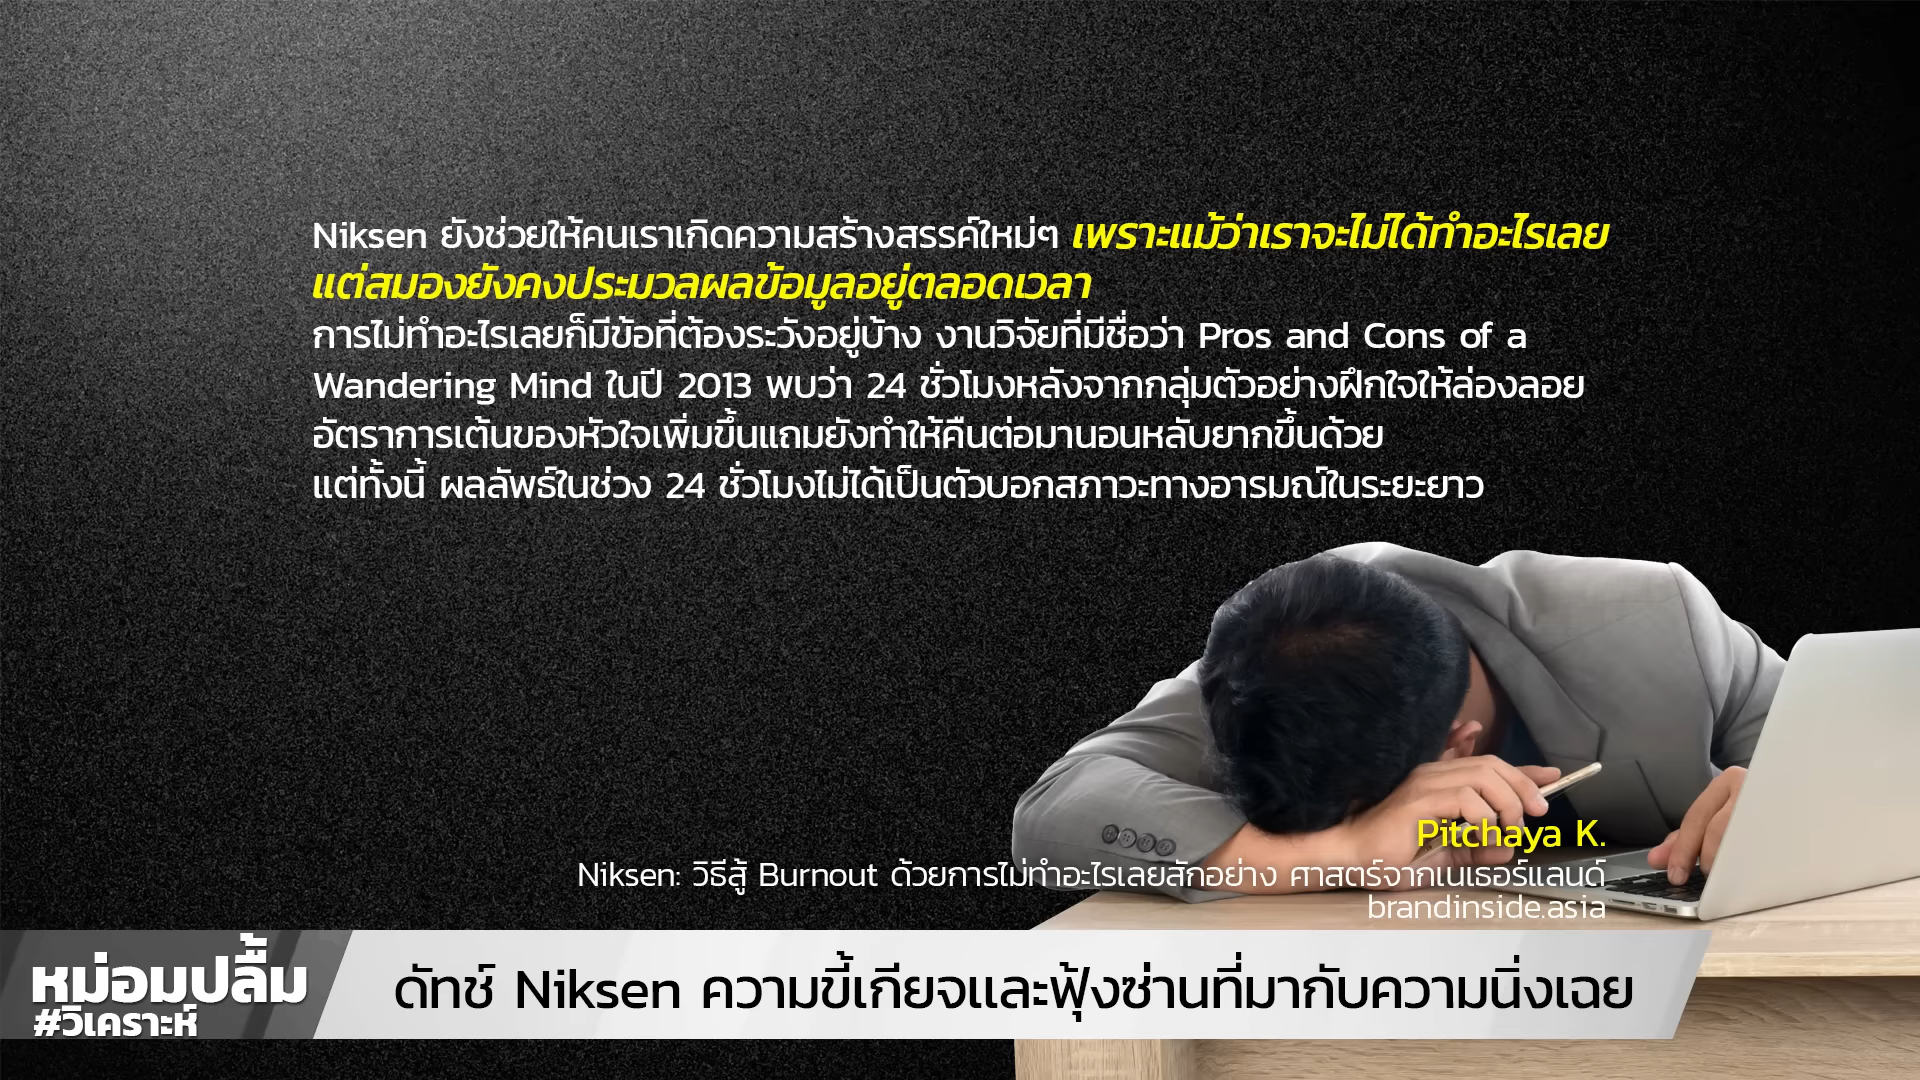 Niksen ยังช่วยให้คนเราเกิดความสร้างสรรค์ใหม่ๆ เพราะแม้ว่าเราจะไม่ได้ทำอะไรเลย
แต่สมองยังคงประมวลผลข้อมูลอยู่ตลอดเวลา
การไม่ทำอะไรเลยก็มีข้อที่ต้องระวังอยู่บ้าง งานวิจัยที่มีชื่อว่า Pros and Cons of a
Wandering Mind ในปี 2013 พบว่า 24 ชั่วโมงหลังจากกลุ่มตัวอย่างฝึกใจให้ล่องลอย
อัตราการเต้นของหัวใจเพิ่มขึ้นแถมยังทำให้คืนต่อมานอนหลับยากขึ้นด้วย
แต่ทั้งนี้ ผลลัพธ์ในช่วง 24 ชั่วโมงไม่ได้เป็นตัวบอกสภาวะทางอารมณ์ในระยะยาว
Pitchaya K.
Niksen: วิธีสู้ Burnout ด้วยการไม่ทำอะไรเลยสักอย่าง ศาสตร์จากเนเธอร์แลนด์
brandinside.asia
หม่อมปลื้ม
#วิเคราะห์
ดัทช์ Niksen ความขี้เกียจและฟุ้งซ่านที่มากับความนิ่งเฉย